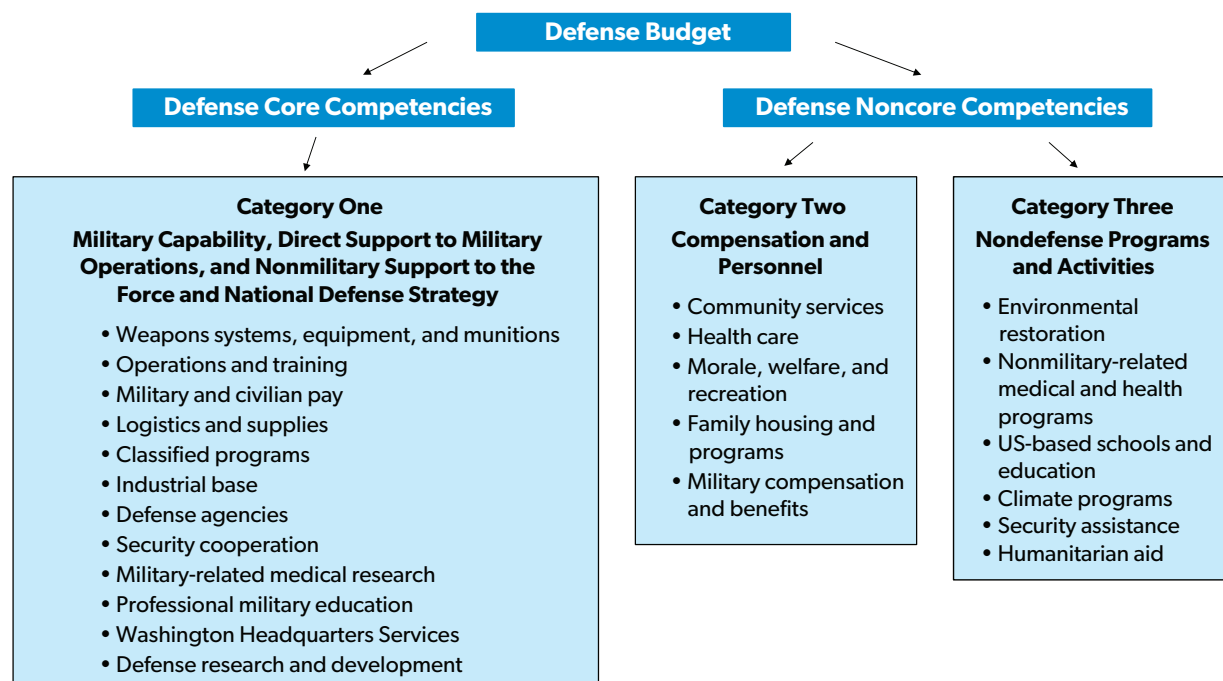 Defense Budget
Defense Core Competencies
Defense Noncore Competencies
Category One
Military Capability, Direct Support to Military
Operations, and Nonmilitary Support to the
Force and National Defense Strategy
• Weapons systems, equipment, and munitions
• Operations and training
• Military and civilian pay
• Logistics and supplies
• Classified programs
• Industrial base
• Defense agencies
• Security cooperation
• Military-related medical research
• Professional military education
• Washington Headquarters Services
• Defense research and development
Category Two
Compensation and
Personnel
• Community services
• Health care
• Morale, welfare, and
recreation
• Family housing and
programs
• Military compensation
and benefits
Category Three
Nondefense Programs
and Activities
• Environmental
restoration
• Nonmilitary-related
medical and health
programs
• US-based schools and
education
• Climate programs
• Security assistance
• Humanitarian aid